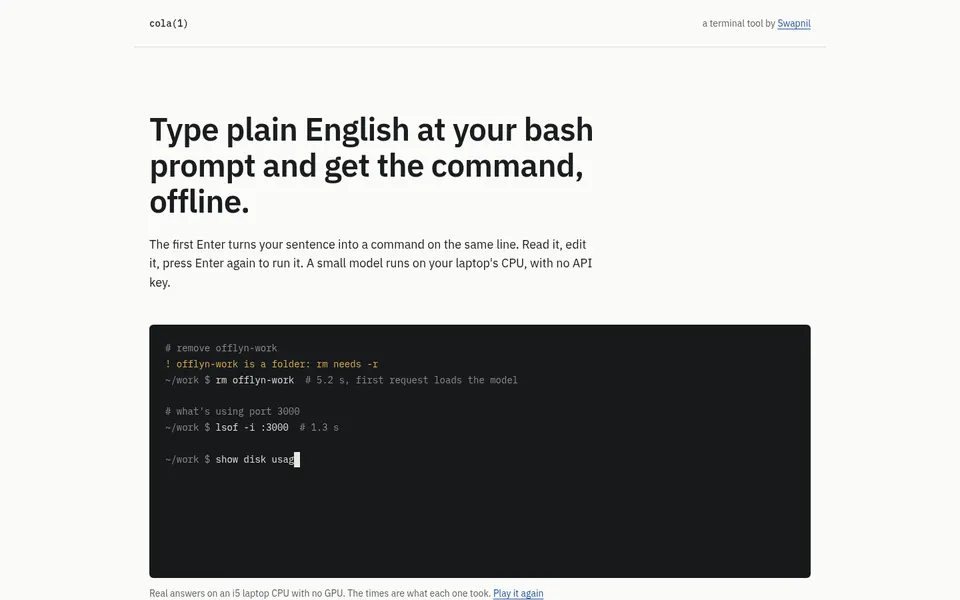 cola(1)
a terminal tool by Swapnil
Type plain English at your bash
prompt and get the command,
offline.
The first Enter turns your sentence into a command on the same line. Read it, edit
it, press Enter again to run it. A small model runs on your laptop's CPU, with no API
key.
# remove offlyn-work
! offlyn-work is a folder: rm needs -r
~/work $ rm offlyn-work  # 5.2 s, first request loads the model
# what's using port 3000
~/work $ lsof -i :3000  # 1.3 s
~/work $ show disk usag
Real answers on an i5 laptop CPU with no GPU. The times are what each one took. Play it again